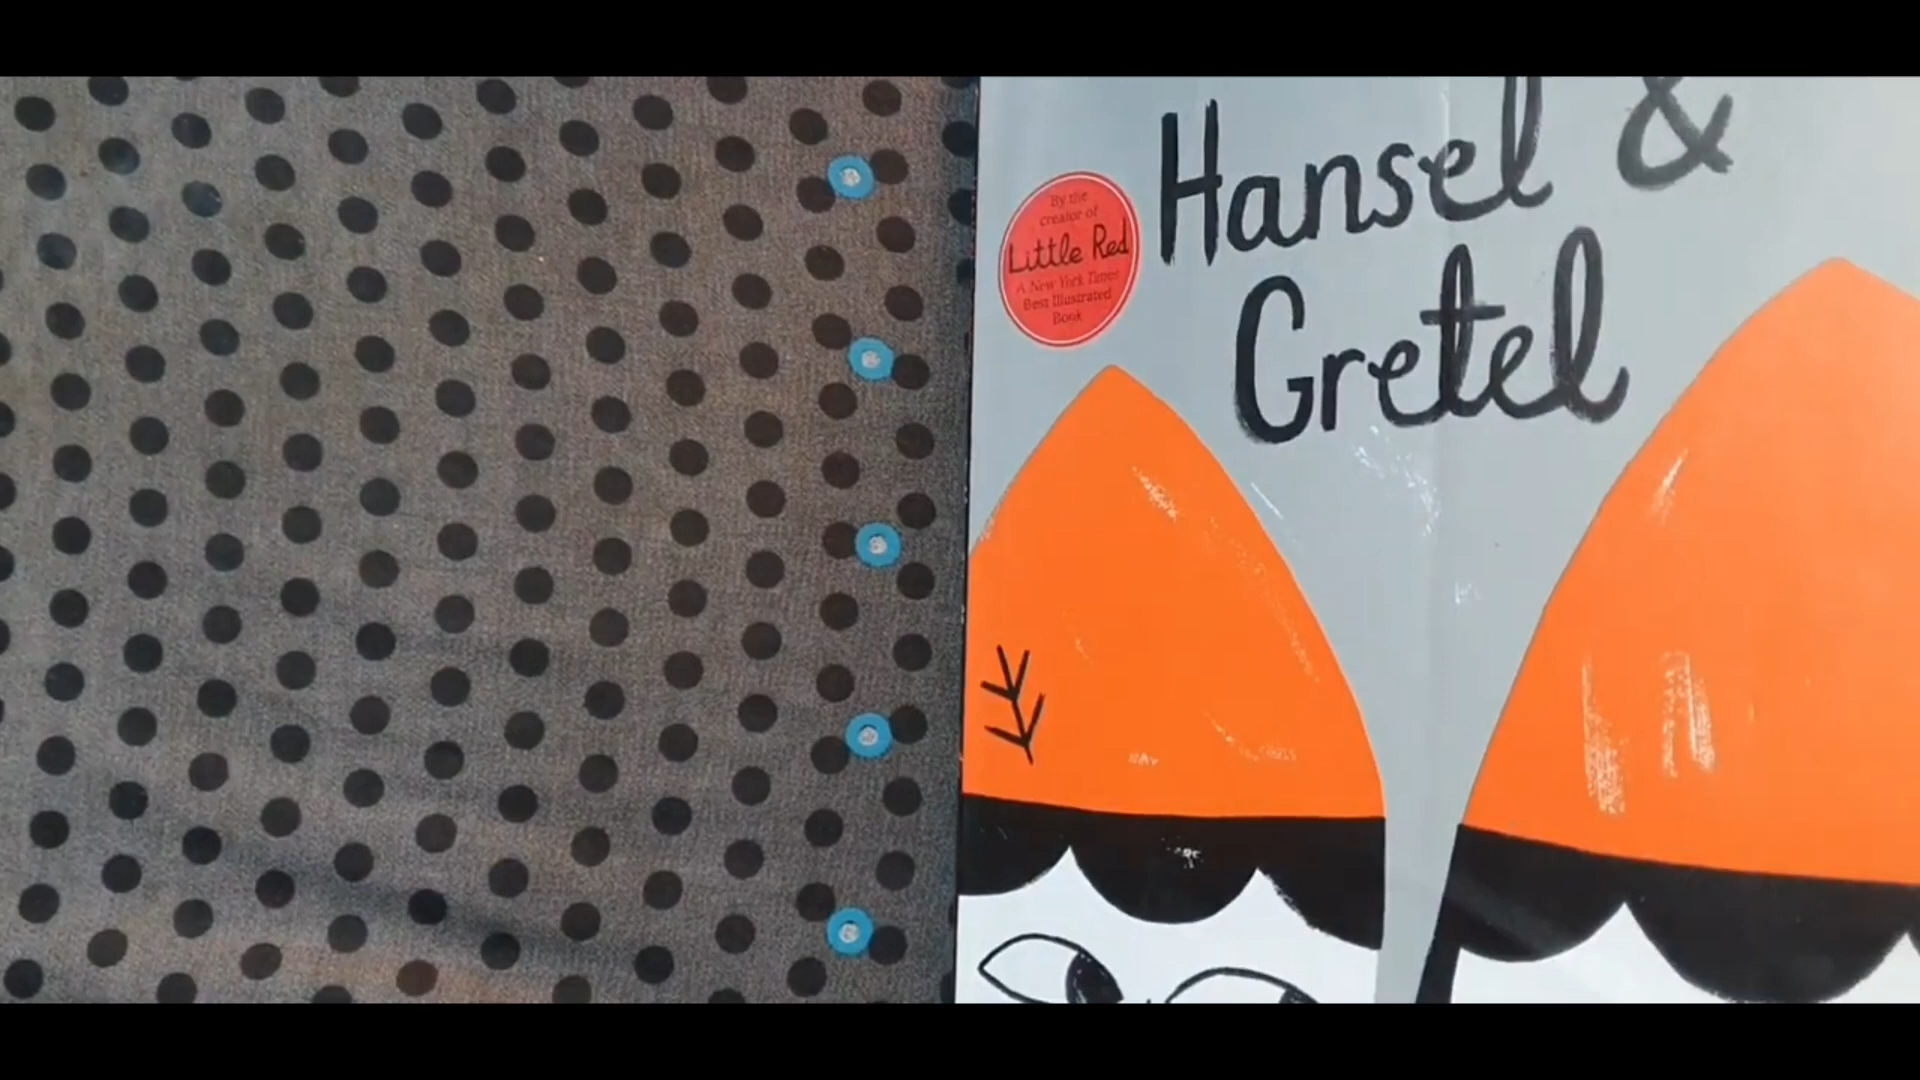 Hansel &
Gretel
By the
creator of
Little Red
A New York Times
Best Illustrated
Book